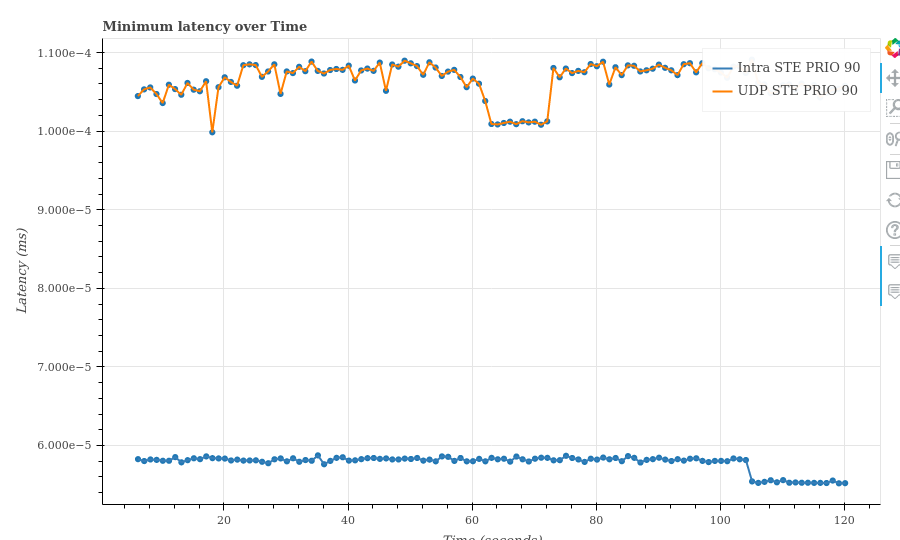 Minimum latency over Time
1.100e−4
1.000e−4
9.000e−5
8.000e−5
7.000e−5
6.000e−5
Latency (ms)
Intra STE PRIO 90
UDP STE PRIO 90
20 40 60 80 100 120
Time (seconds)